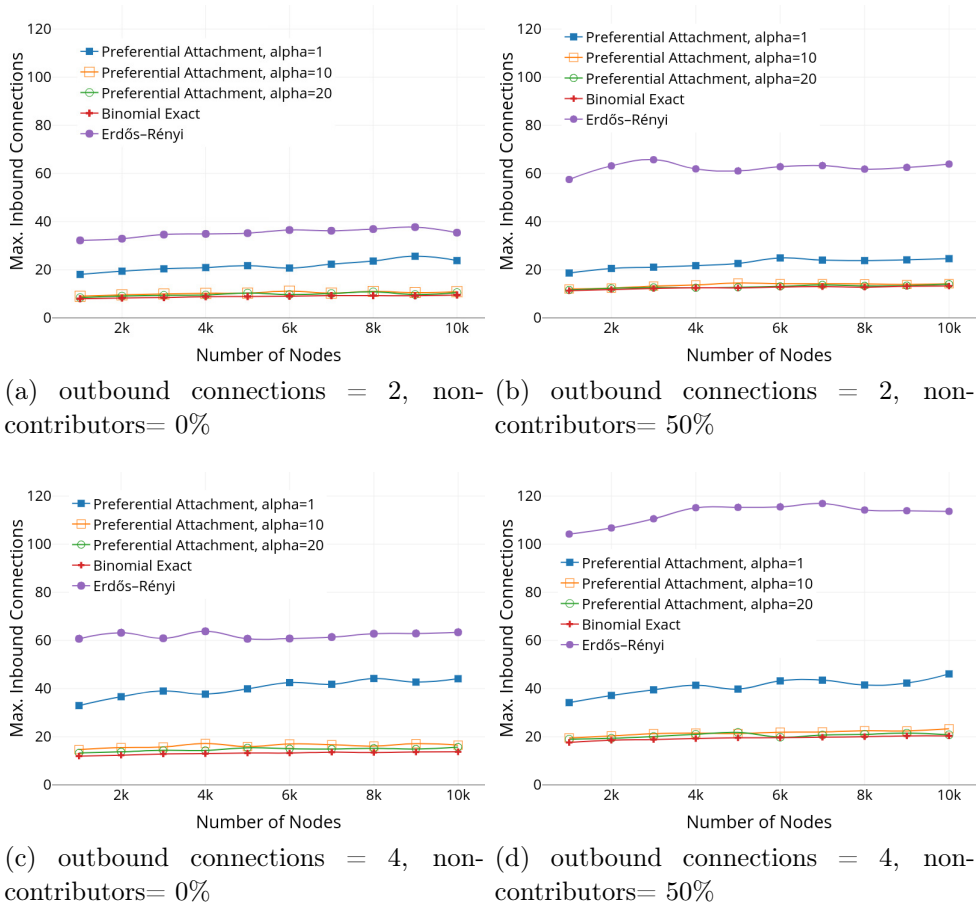 Max. Inbound Connections
120
100
80
60
40
20
0
Preferential Attachment, alpha=1
Preferential Attachment, alpha=10
Preferential Attachment, alpha=20
Binomial Exact
Erdős–Rényi
2k 4k 6k 8k 10k
Number of Nodes
(a) outbound connections = 2, non-
contributors= 0%
Max. Inbound Connections
120
100
80
60
40
20
0
Preferential Attachment, alpha=1
Preferential Attachment, alpha=10
Preferential Attachment, alpha=20
Binomial Exact
Erdős–Rényi
2k 4k 6k 8k 10k
Number of Nodes
(b) outbound connections = 2, non-
contributors= 50%
Max. Inbound Connections
120
100
80
60
40
20
0
Preferential Attachment, alpha=1
Preferential Attachment, alpha=10
Preferential Attachment, alpha=20
Binomial Exact
Erdős–Rényi
2k 4k 6k 8k 10k
Number of Nodes
(c) outbound connections = 4, non-
contributors= 0%
Max. Inbound Connections
120
100
80
60
40
20
0
Preferential Attachment, alpha=1
Preferential Attachment, alpha=10
Preferential Attachment, alpha=20
Binomial Exact
Erdős–Rényi
2k 4k 6k 8k 10k
Number of Nodes
(d) outbound connections = 4, non-
contributors= 50%